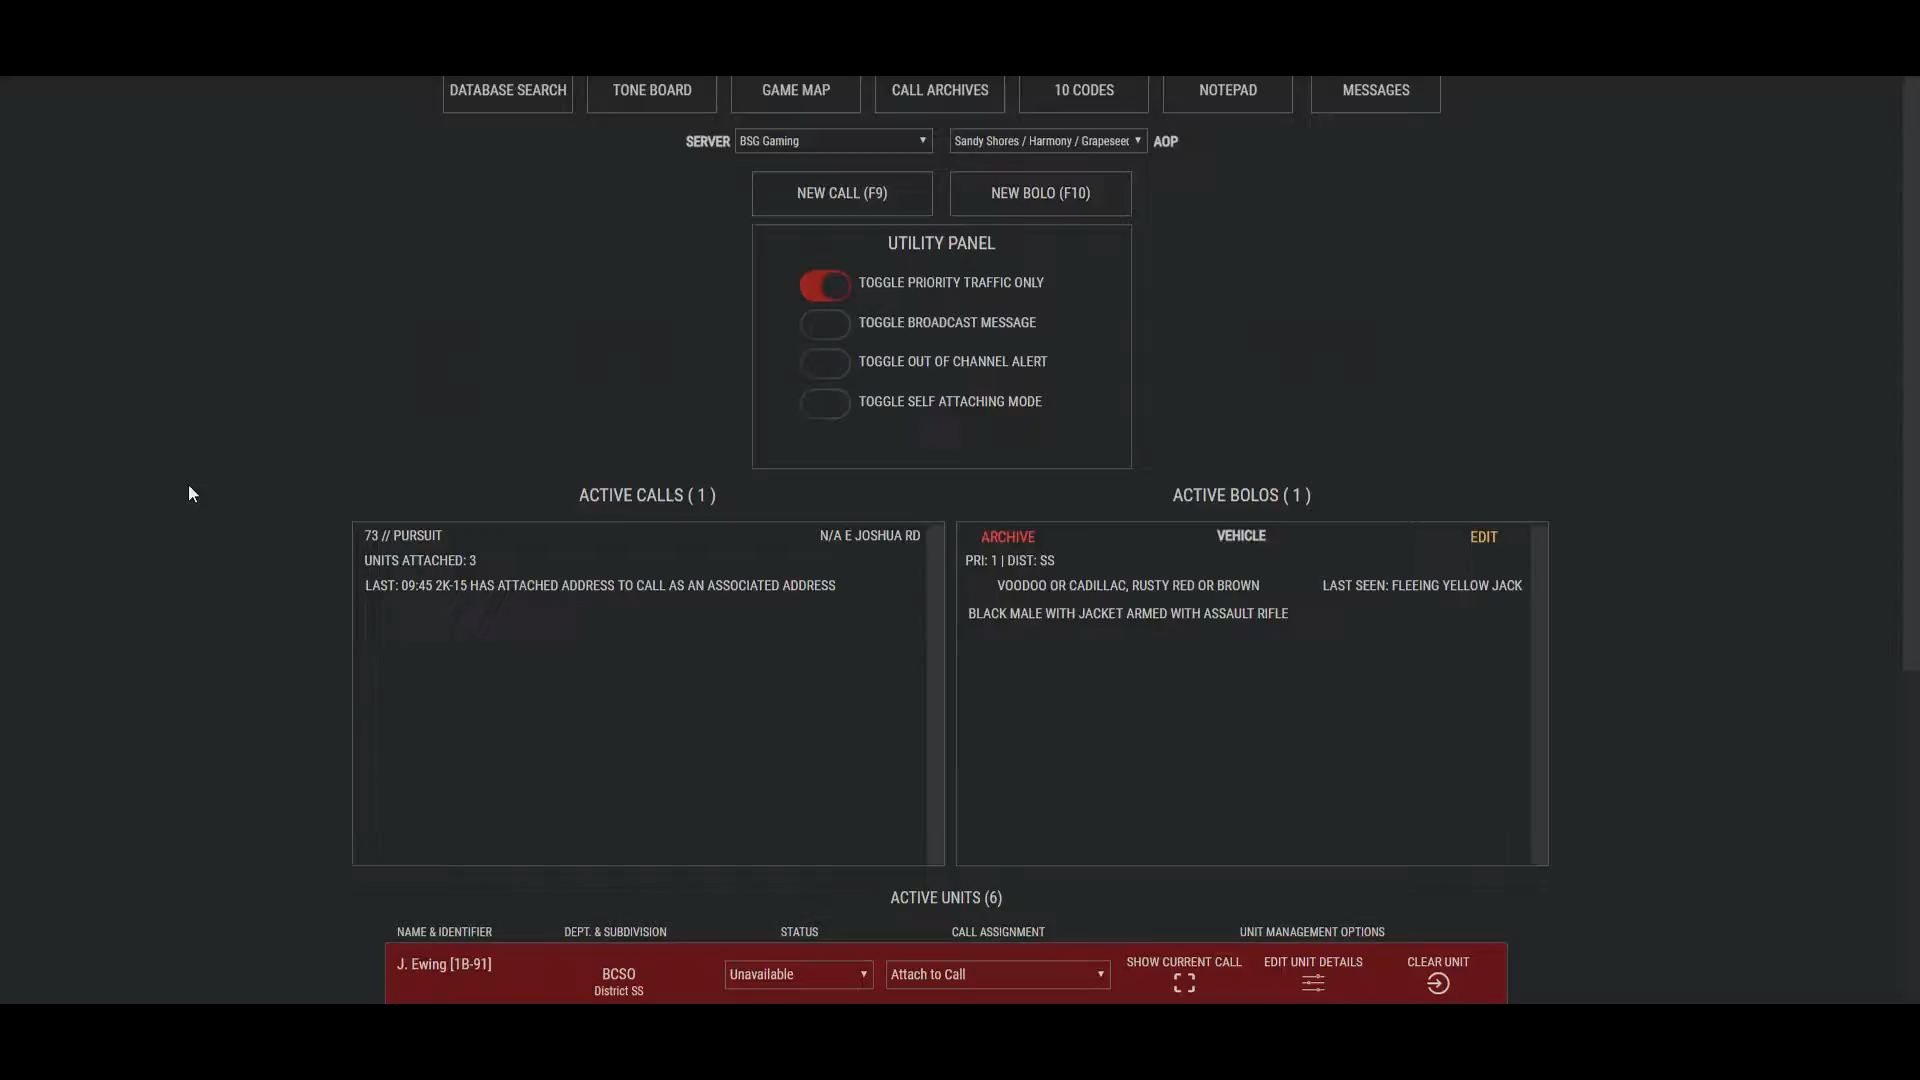 DATABASE SEARCH TONE BOARD GAME MAP CALL ARCHIVES 10 CODES NOTEPAD MESSAGES
SERVER BSG Gaming Sandy Shores / Harmony / Grapeseed AOP
NEW CALL (F9) NEW BOLO (F10)
UTILITY PANEL
TOGGLE PRIORITY TRAFFIC ONLY
TOGGLE BROADCAST MESSAGE
TOGGLE OUT OF CHANNEL ALERT
TOGGLE SELF ATTACHING MODE
ACTIVE CALLS ( 1 )
73 // PURSUIT N/A E JOSHUA RD
UNITS ATTACHED: 3
LAST: 09:45 2K-15 HAS ATTACHED ADDRESS TO CALL AS AN ASSOCIATED ADDRESS
ACTIVE BOLOS ( 1 )
ARCHIVE VEHICLE EDIT
PRI: 1 | DIST: SS
VOODOO OR CADILLAC, RUSTY RED OR BROWN LAST SEEN: FLEEING YELLOW JACK
BLACK MALE WITH JACKET ARMED WITH ASSAULT RIFLE
ACTIVE UNITS (6)
NAME & IDENTIFIER DEPT. & SUBDIVISION STATUS CALL ASSIGNMENT UNIT MANAGEMENT OPTIONS
J. Ewing [1B-91] BCSO Unavailable Attach to Call SHOW CURRENT CALL EDIT UNIT DETAILS CLEAR UNIT
District SS